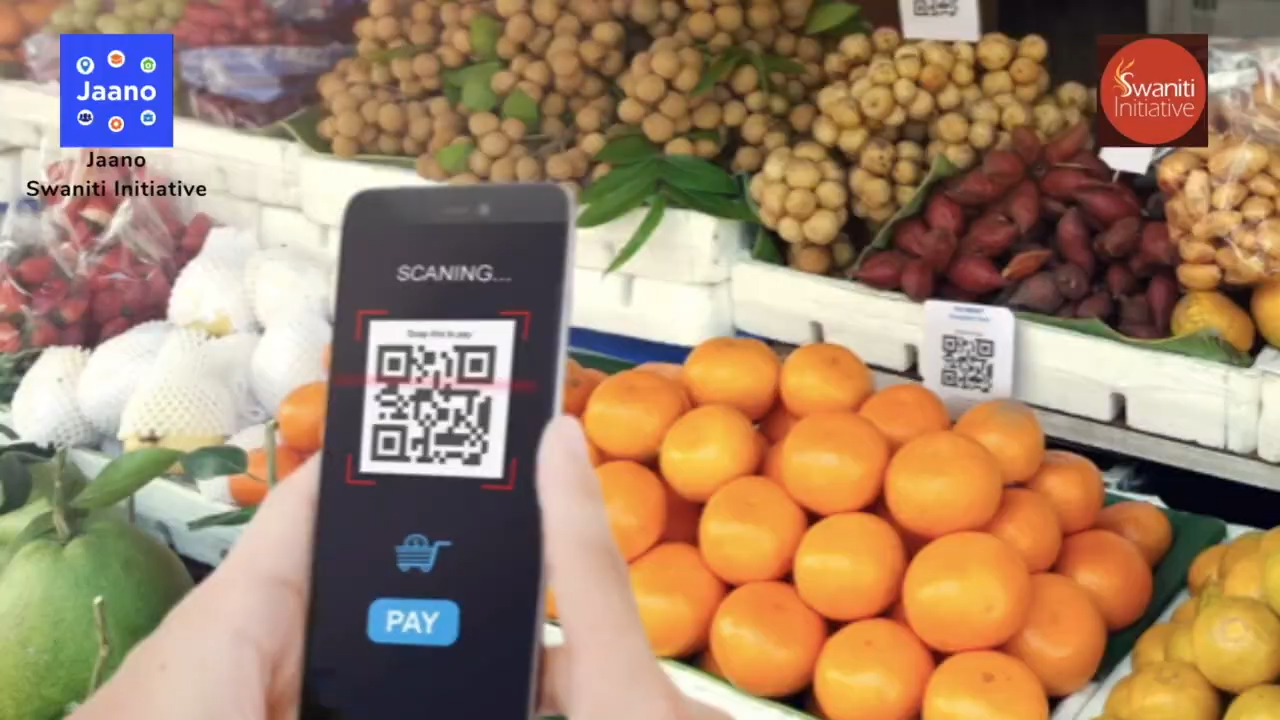 Jaano
Jaano
Swaniti Initiative
Swaniti
Initiative
SCANING...
PAY